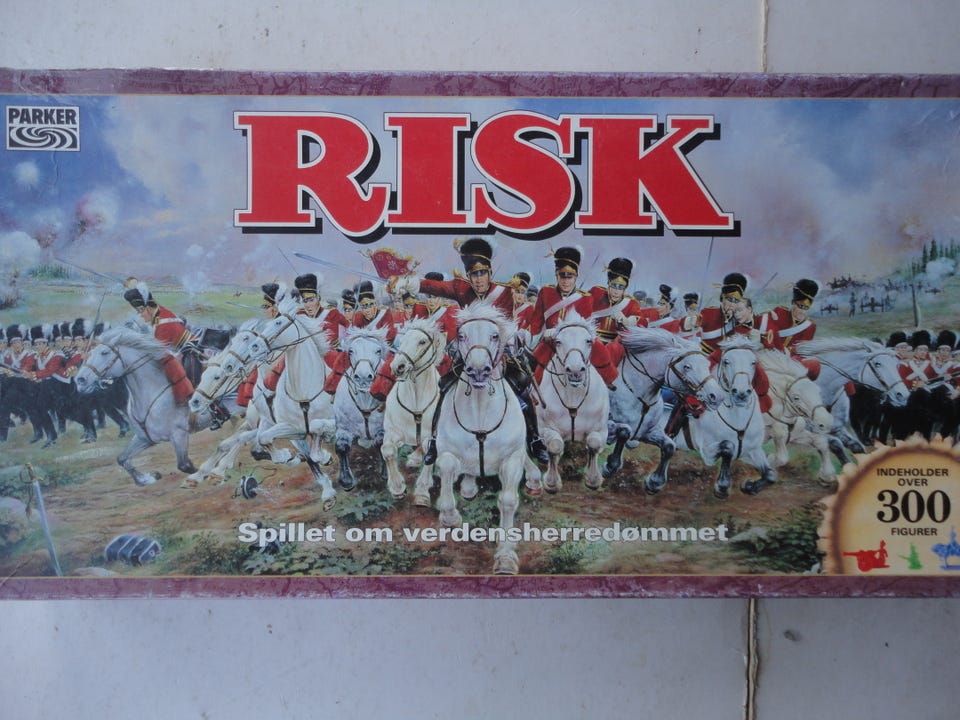 PARKER
RISK
Spillet om verdensherredømmet
INDEHOLDER
OVER
300
FIGURER